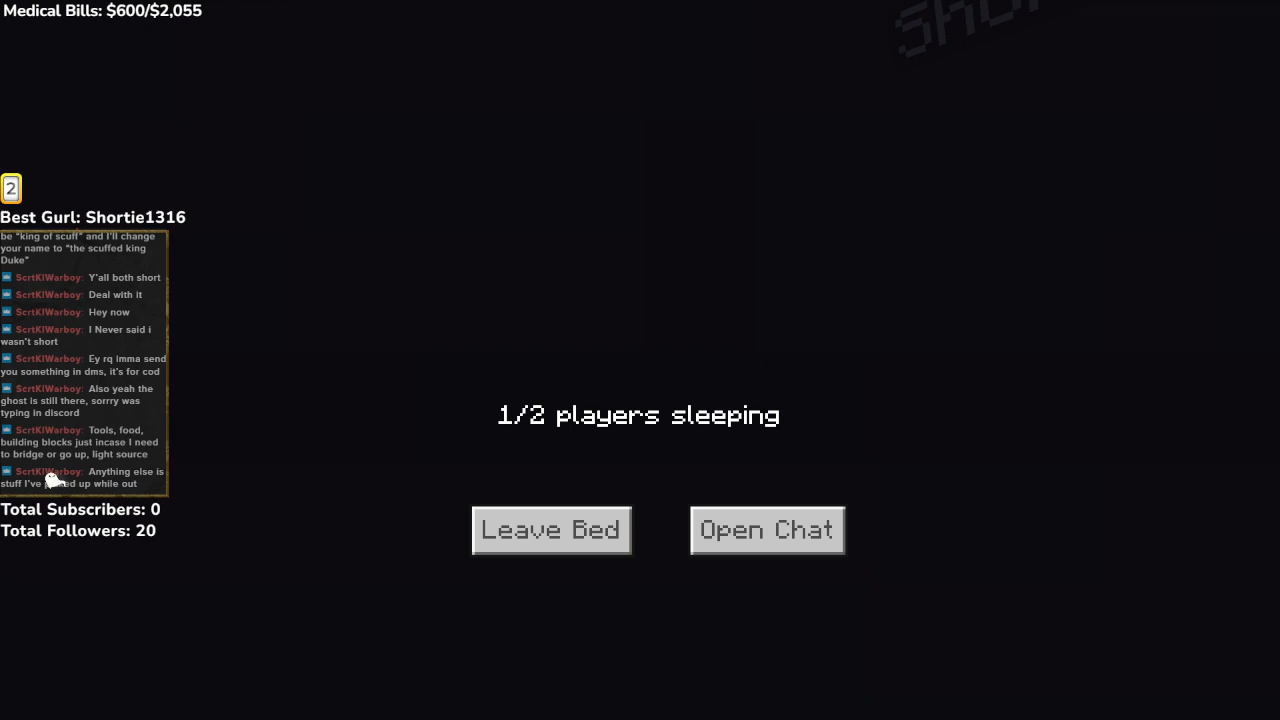 Medical Bills: $600/$2,055
2
Best Gurl: Shortie1316
be "king of scuff" and I'll change
your name to "the scuffed king
Duke"
ScrtKlWarboy: Y'all both short
ScrtKlWarboy: Deal with it
ScrtKlWarboy: Hey now
ScrtKlWarboy: I Never said i
wasn't short
ScrtKlWarboy: Ey rq imma send
you something in dms, it's for cod
ScrtKlWarboy: Also yeah the
ghost is still there, sorrry was
typing in discord
ScrtKlWarboy: Tools, food,
building blocks just incase I need
to bridge or go up, light source
ScrtKlWarboy: Anything else is
stuff I've picked up while out
Total Subscribers: 0
Total Followers: 20
1/2 players sleeping
Leave Bed
Open Chat